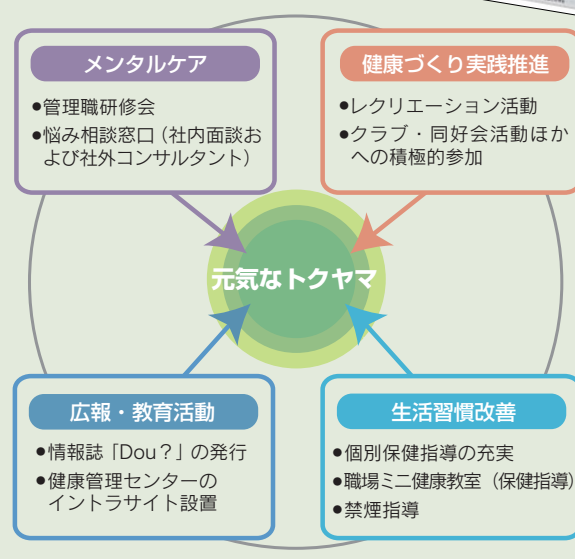 メンタルケア
●管理職研修会
●悩み相談窓口（社内面談お
よび社外コンサルタント）
健康づくり実践推進
●レクリエーション活動
●クラブ・同好会活動ほか
への積極的参加
元気なトクヤマ
広報・教育活動
●情報誌「Dou？」の発行
●健康管理センターの
イントラサイト設置
生活習慣改善
●個別保健指導の充実
●職場ミニ健康教室（保健指導）
●禁煙指導